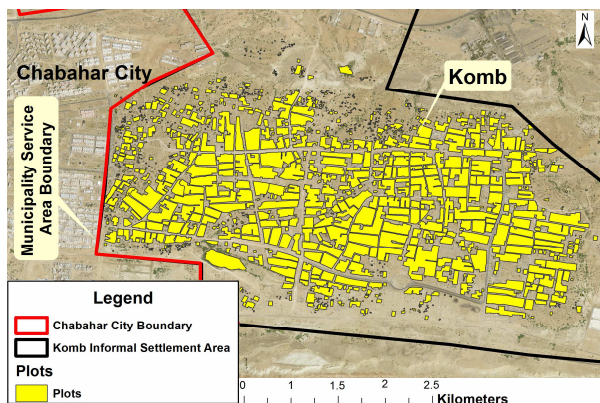 N
Chabahar City
Komb
Municipality Service
Area Boundary
Legend
Chabahar City Boundary
Komb Informal Settlement Area
Plots
Plots
0 1 1.5 2 2.5
Kilometers